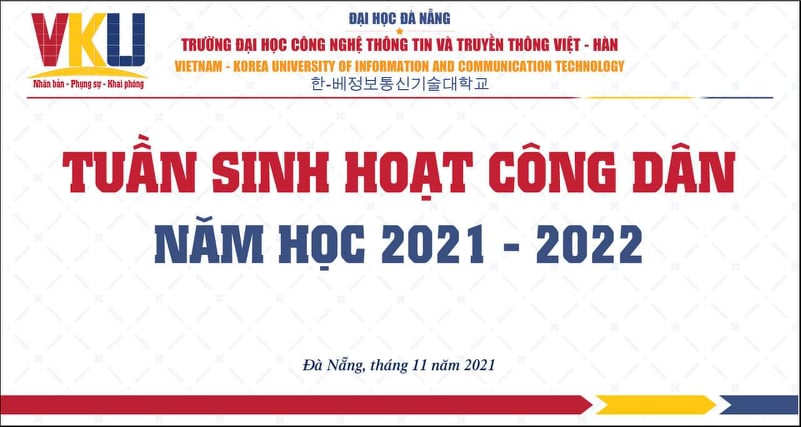 VKU
Nhân bản - Phụng sự - Khai phóng
ĐẠI HỌC ĐÀ NẴNG
TRƯỜNG ĐẠI HỌC CÔNG NGHỆ THÔNG TIN VÀ TRUYỀN THÔNG VIỆT - HÀN
VIETNAM - KOREA UNIVERSITY OF INFORMATION AND COMMUNICATION TECHNOLOGY
한-베정보통신기술대학교
TUẦN SINH HOẠT CÔNG DÂN
NĂM HỌC 2021 - 2022
Đà Nẵng, tháng 11 năm 2021